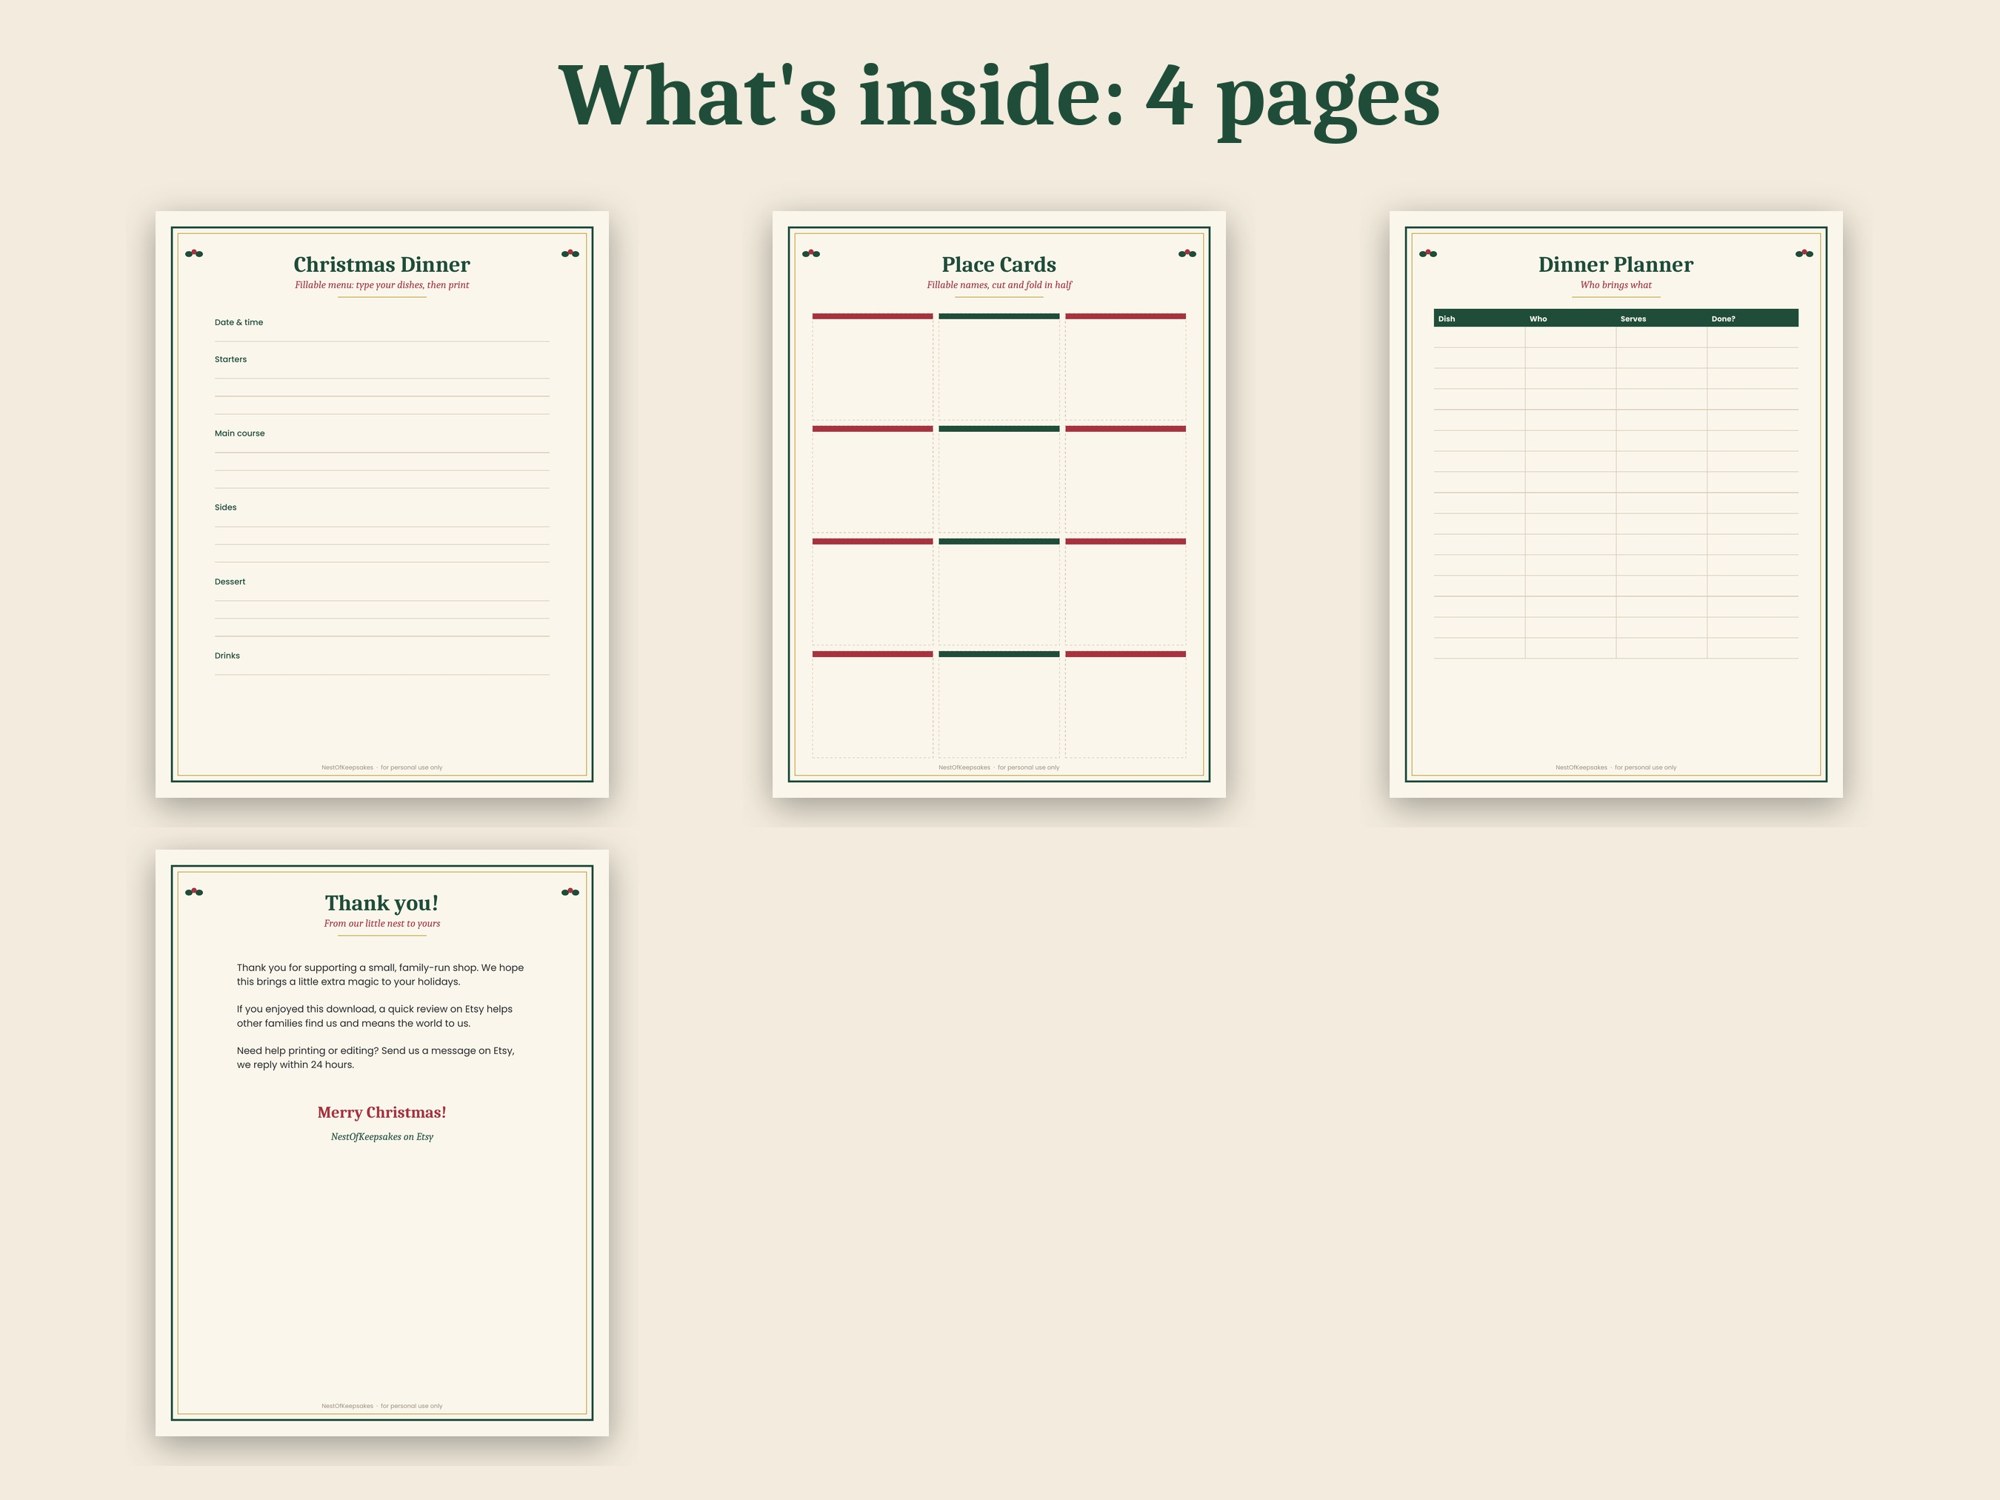 What's inside: 4 pages
Christmas Dinner
Fillable menu: type your dishes, then print
Date & time
Starters
Main course
Sides
Dessert
Drinks
NestOfKeepsakes · for personal use only
Place Cards
Fillable names, cut and fold in half
NestOfKeepsakes · for personal use only
Dinner Planner
Who brings what
Dish Who Serves Done?
NestOfKeepsakes · for personal use only
Thank you!
From our little nest to yours
Thank you for supporting a small, family-run shop. We hope
this brings a little extra magic to your holidays.
If you enjoyed this download, a quick review on Etsy helps
other families find us and means the world to us.
Need help printing or editing? Send us a message on Etsy,
we reply within 24 hours.
Merry Christmas!
NestOfKeepsakes on Etsy
NestOfKeepsakes · for personal use only